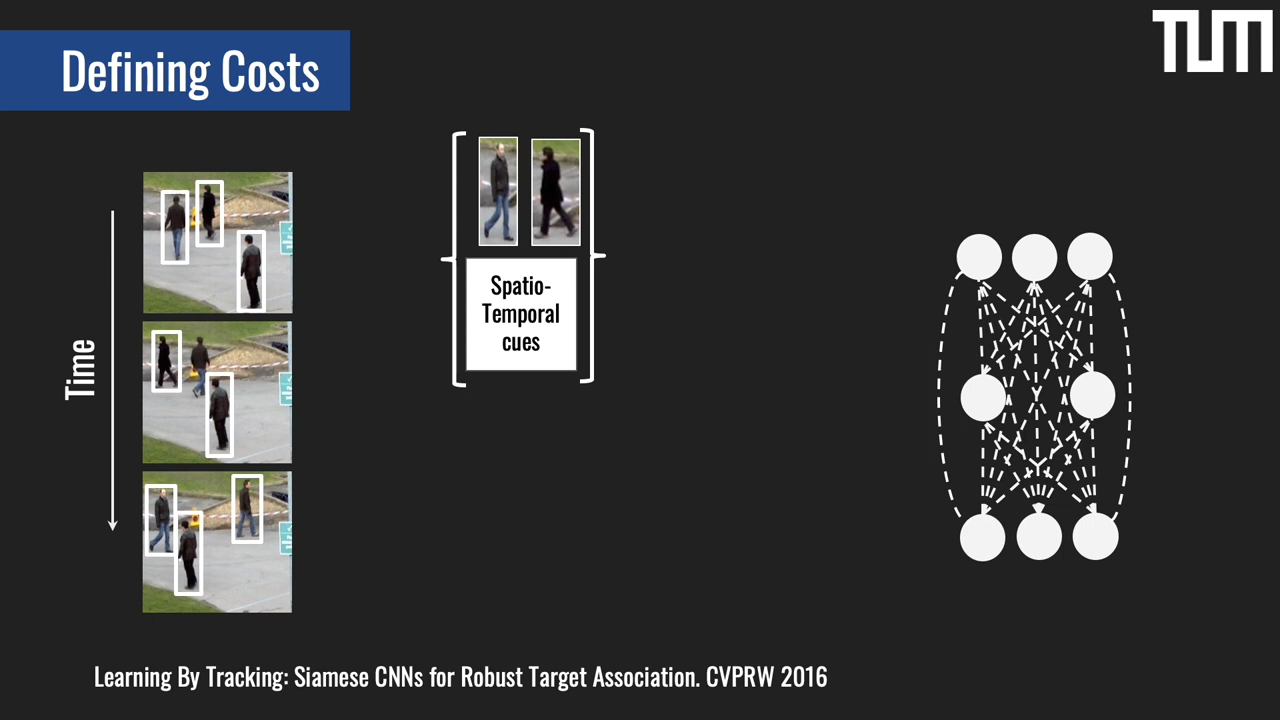 TUM
Defining Costs
Time
Spatio-
Temporal
cues
Learning By Tracking: Siamese CNNs for Robust Target Association. CVPRW 2016